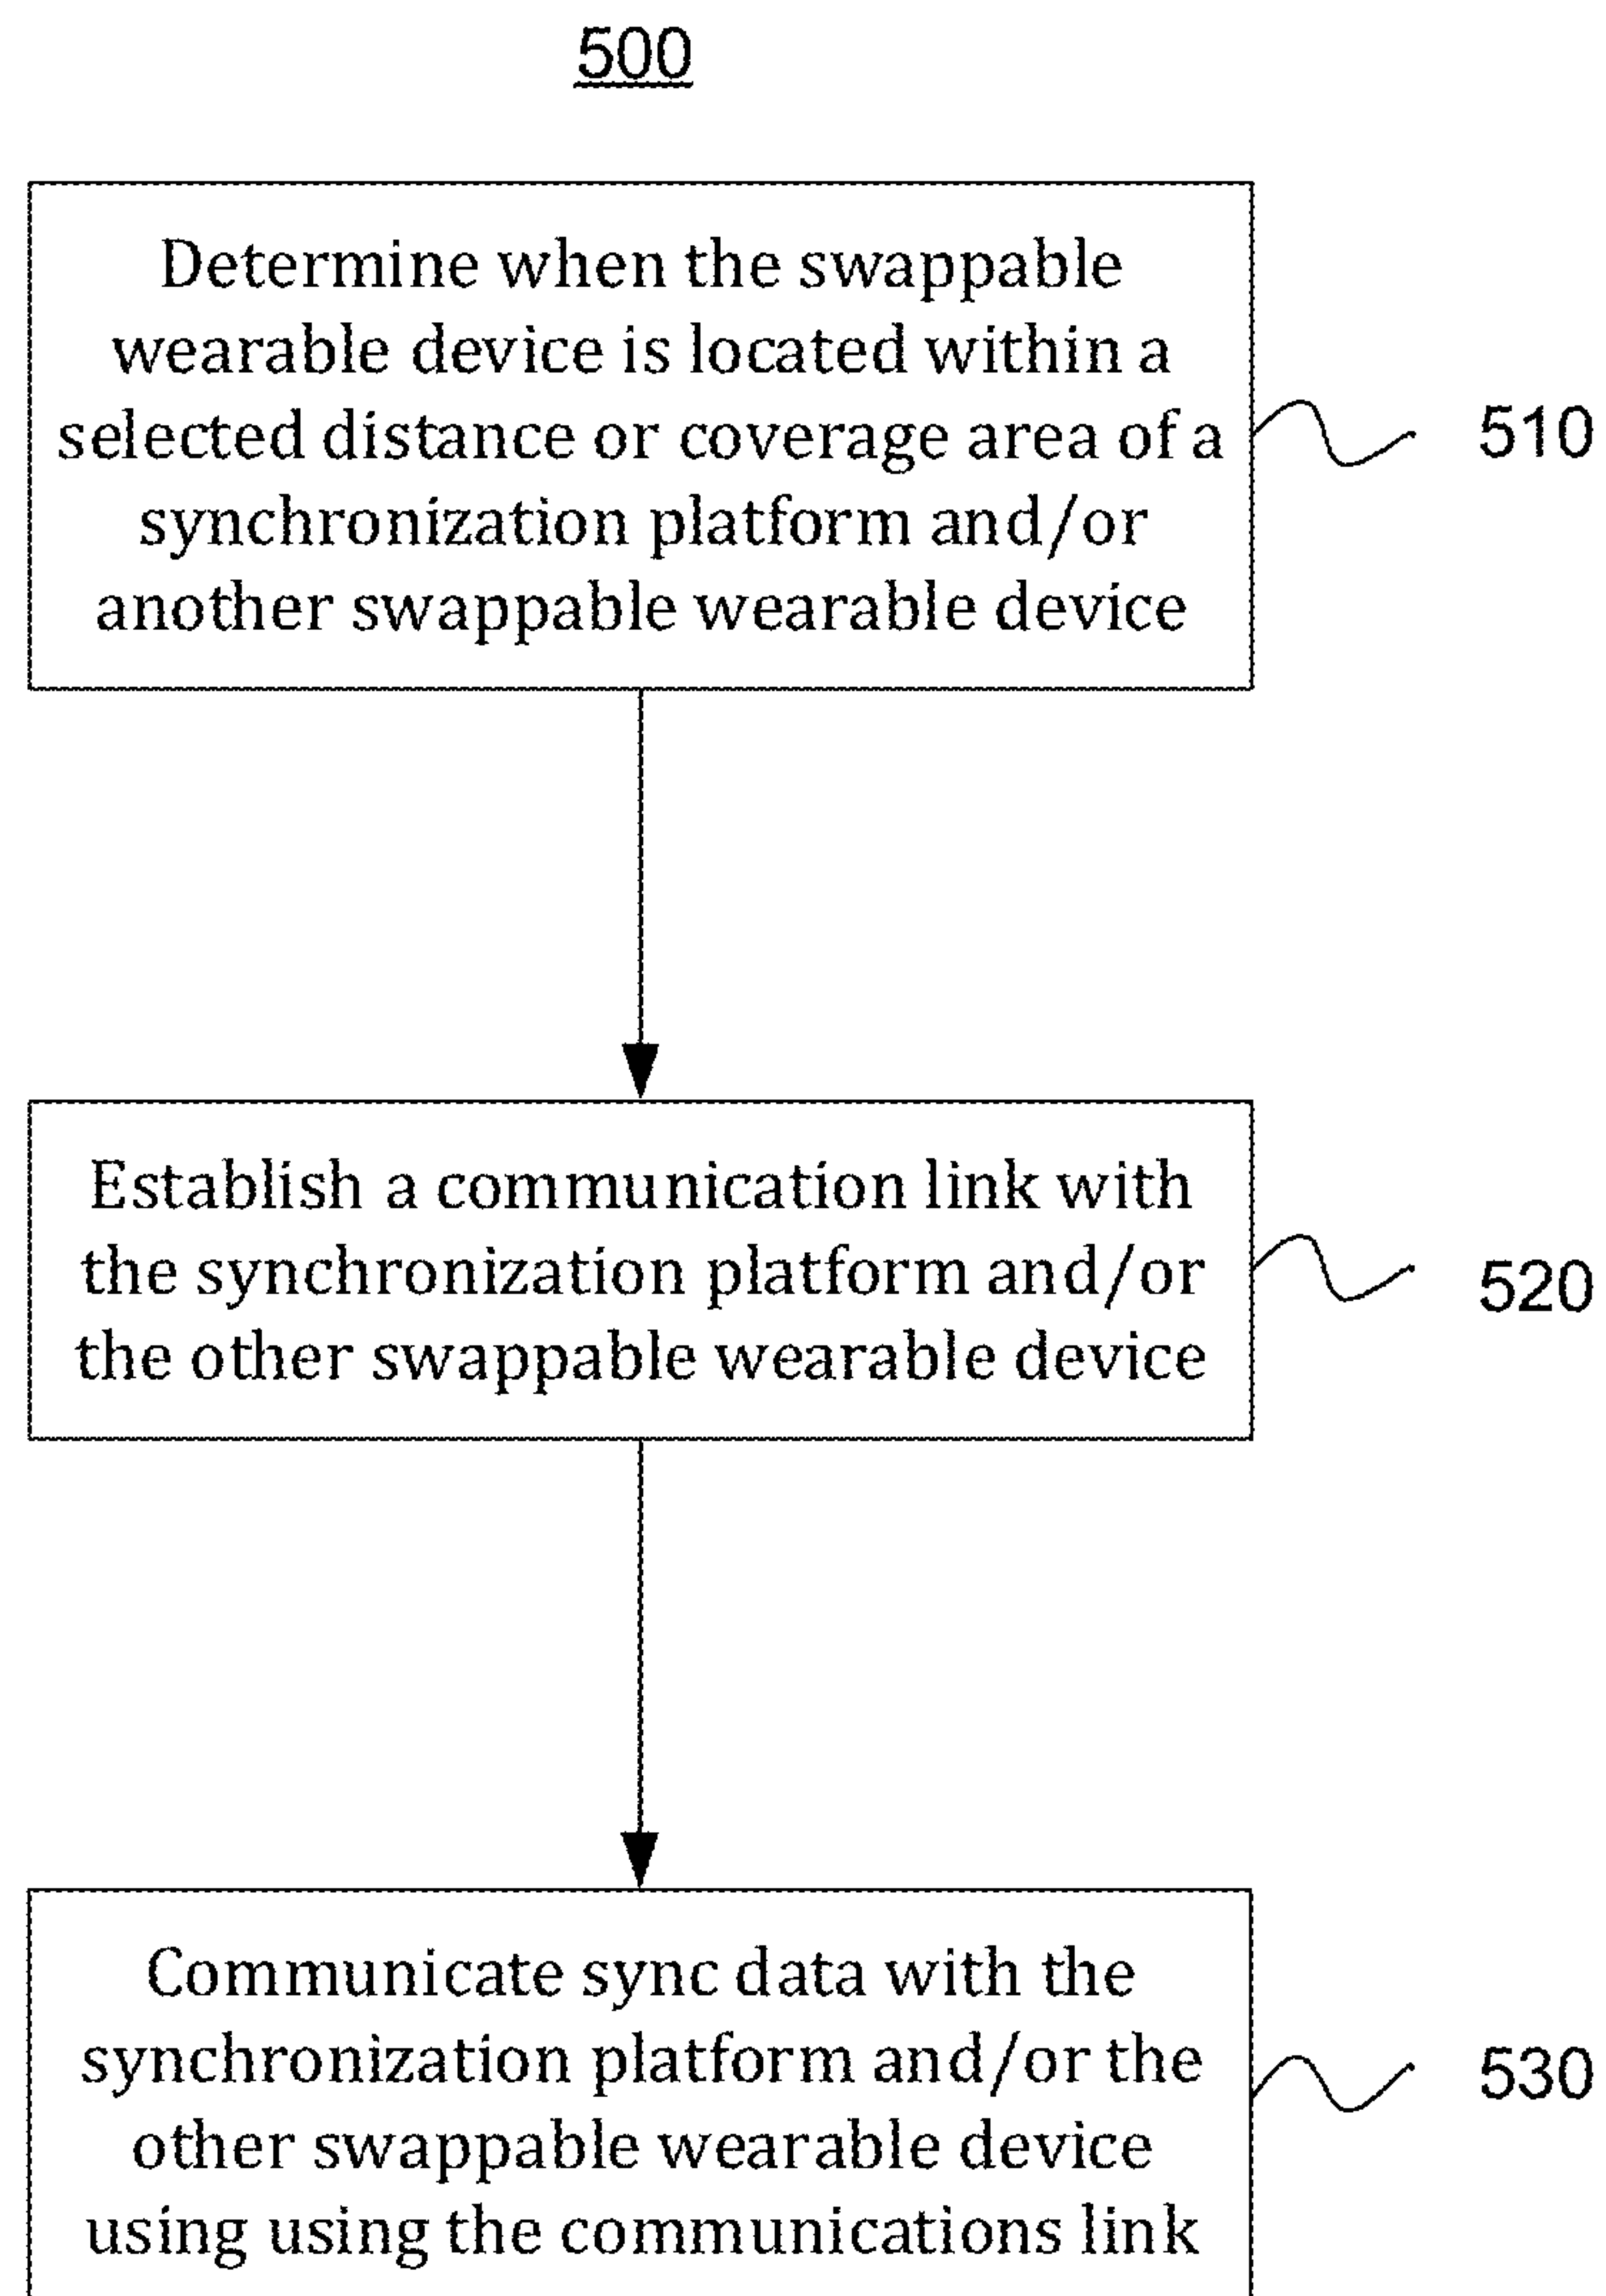 500
Determine when the swappable
wearable device is located within a
selected distance or coverage area of a
synchronization platform and/or
another swappable wearable device
510
Establish a communication link with
the synchronization platform and/or
the other swappable wearable device
520
Communicate sync data with the
synchronization platform and/or the
other swappable wearable device
using using the communications link
530